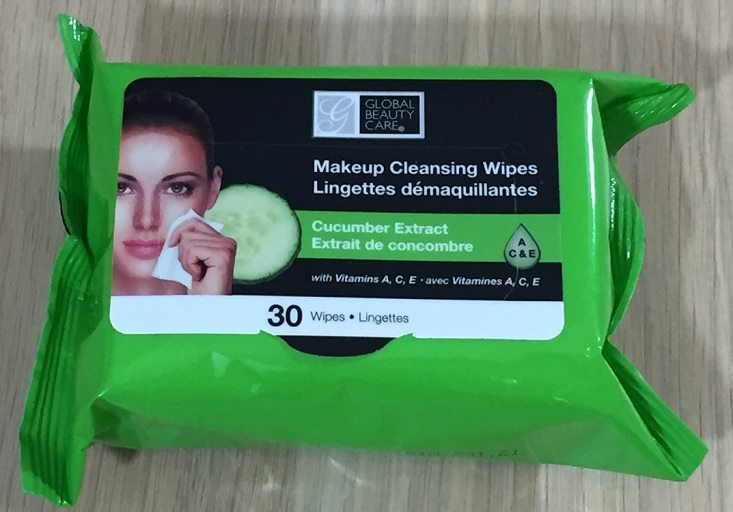 GLOBAL
BEAUTY
CARE®
Makeup Cleansing Wipes
Lingettes démaquillantes
Cucumber Extract
Extrait de concombre
A
C & E
with Vitamins A, C, E • avec Vitamines A, C, E
30 Wipes • Lingettes